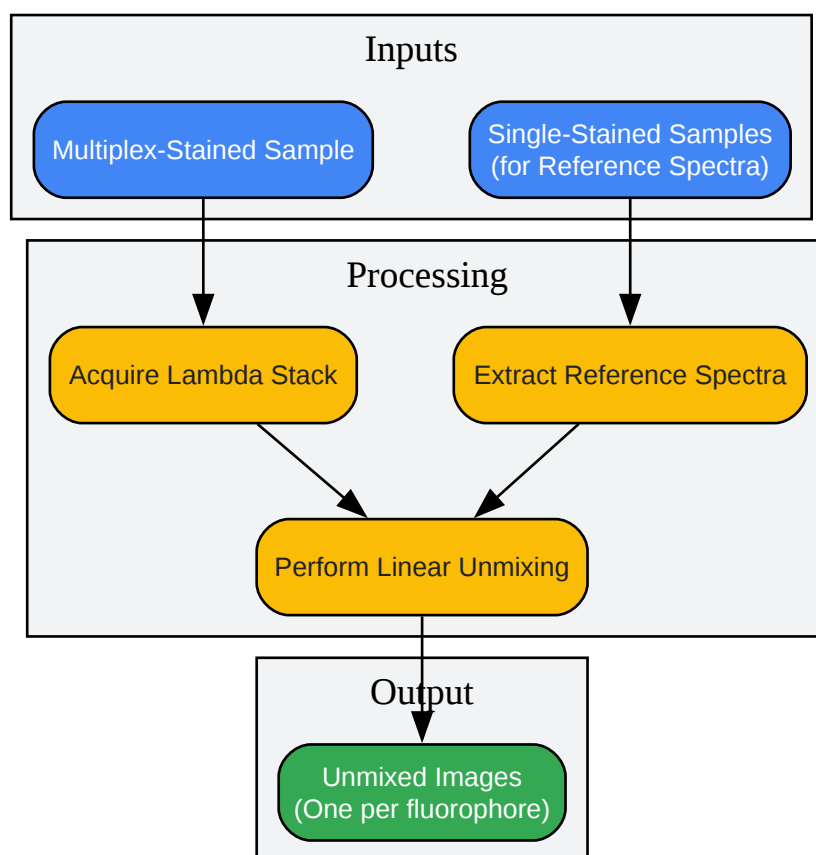 Inputs
Multiplex-Stained Sample
Single-Stained Samples
(for Reference Spectra)
Processing
Acquire Lambda Stack
Extract Reference Spectra
Perform Linear Unmixing
Output
Unmixed Images
(One per fluorophore)